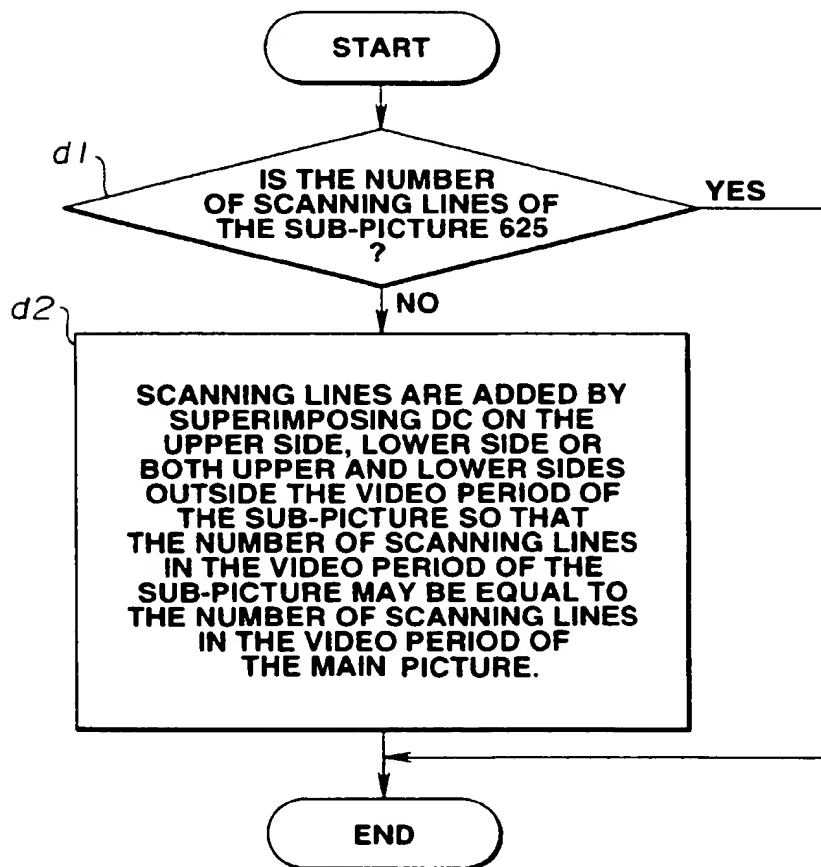 START
d1
IS THE NUMBER
OF SCANNING LINES OF
THE SUB-PICTURE 625
?
YES
NO
d2
SCANNING LINES ARE ADDED BY
SUPERIMPOSING DC ON THE
UPPER SIDE, LOWER SIDE OR
BOTH UPPER AND LOWER SIDES
OUTSIDE THE VIDEO PERIOD OF
THE SUB-PICTURE SO THAT
THE NUMBER OF SCANNING LINES
IN THE VIDEO PERIOD OF THE
SUB-PICTURE MAY BE EQUAL TO
THE NUMBER OF SCANNING LINES
IN THE VIDEO PERIOD OF
THE MAIN PICTURE.
END